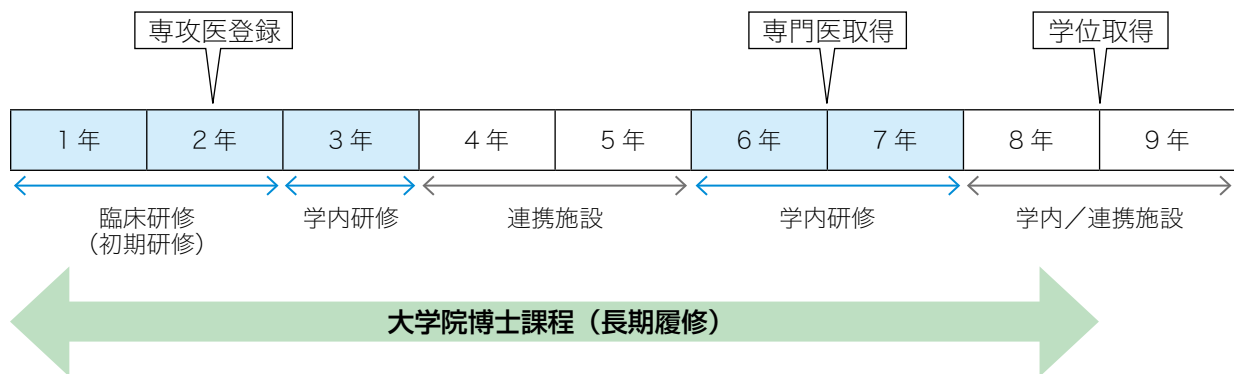 専攻医登録
専門医取得
学位取得
1年
2年
3年
4年
5年
6年
7年
8年
9年
臨床研修
（初期研修）
学内研修
連携施設
学内研修
学内／連携施設
大学院博士課程（長期履修）